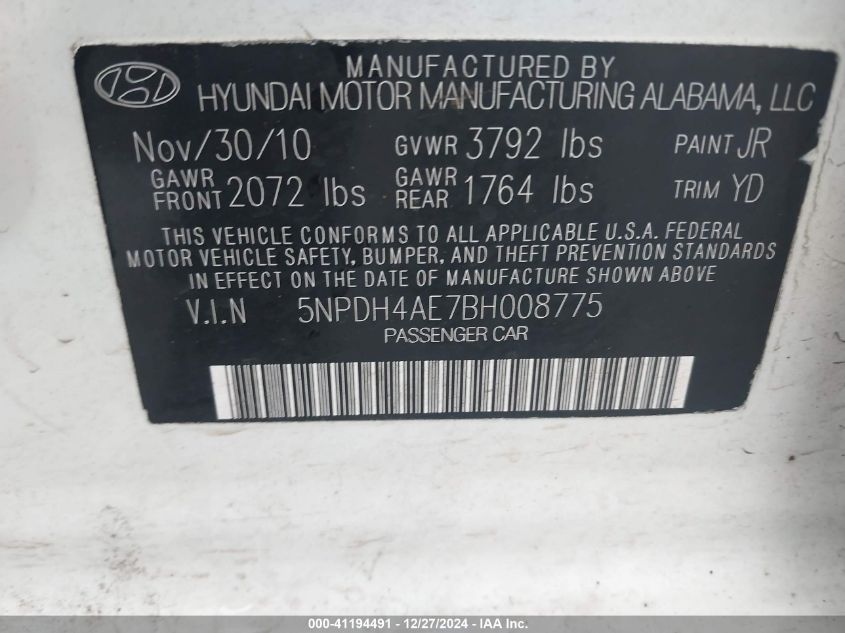 MANUFACTURED BY
HYUNDAI MOTOR MANUFACTURING ALABAMA, LLC
Nov/30/10 GVWR 3792 lbs PAINT JR
GAWR FRONT 2072 lbs GAWR REAR 1764 lbs TRIM YD
THIS VEHICLE CONFORMS TO ALL APPLICABLE U.S.A. FEDERAL
MOTOR VEHICLE SAFETY, BUMPER, AND THEFT PREVENTION STANDARDS
IN EFFECT ON THE DATE OF MANUFACTURE SHOWN ABOVE
V.I.N 5NPDH4AE7BH008775
PASSENGER CAR
000-41194491 - 12/27/2024 - IAA Inc.